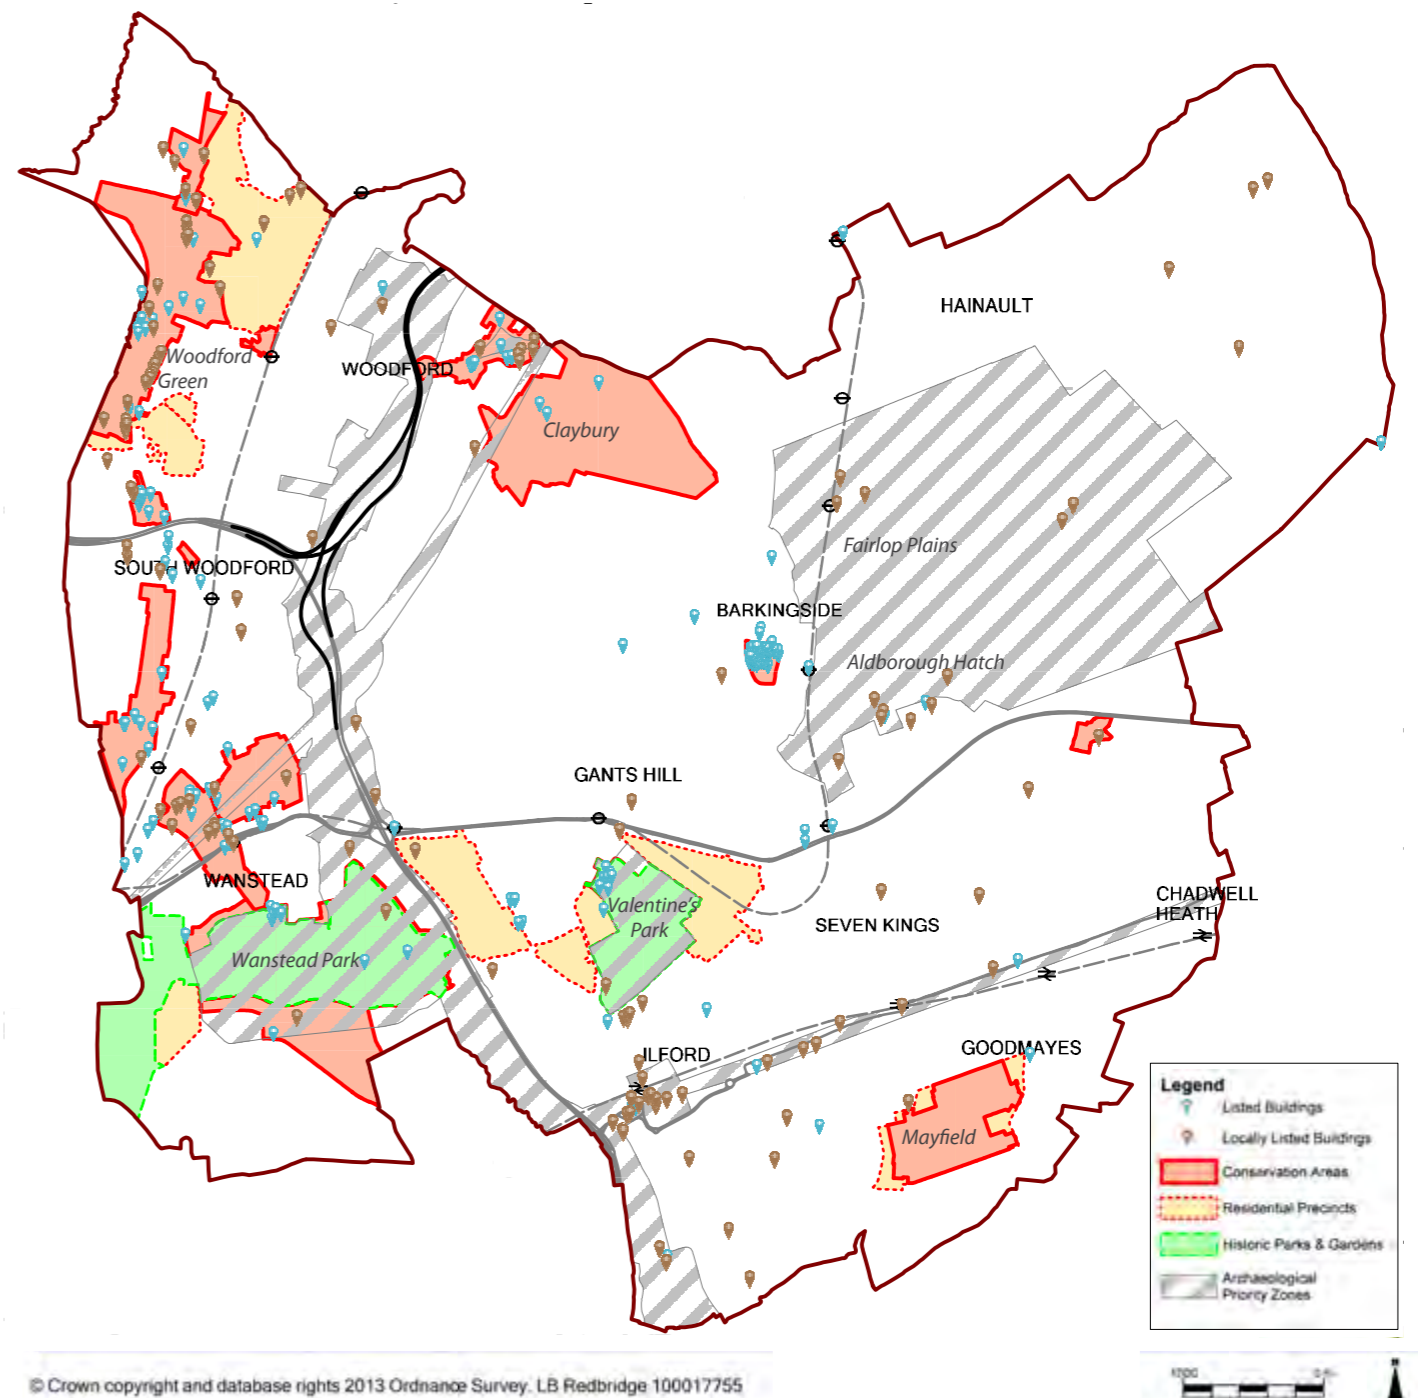 HAINAULT
Woodford
Green
WOODFORD
Claybury
Fairlop Plains
SOUTH WOODFORD
BARKINGSIDE
Aldborough Hatch
GANTS HILL
WANSTEAD
Valentine's
Park
CHADWELL
HEATH
SEVEN KINGS
Wanstead Park
ILFORD
GOODMAYES
Mayfield
Legend
Listed Buildings
Locally Listed Buildings
Conservation Areas
Residential Precincts
Historic Parks & Gardens
Archaeological
Priority Zones
© Crown copyright and database rights 2013 Ordnance Survey. LB Redbridge 100017755